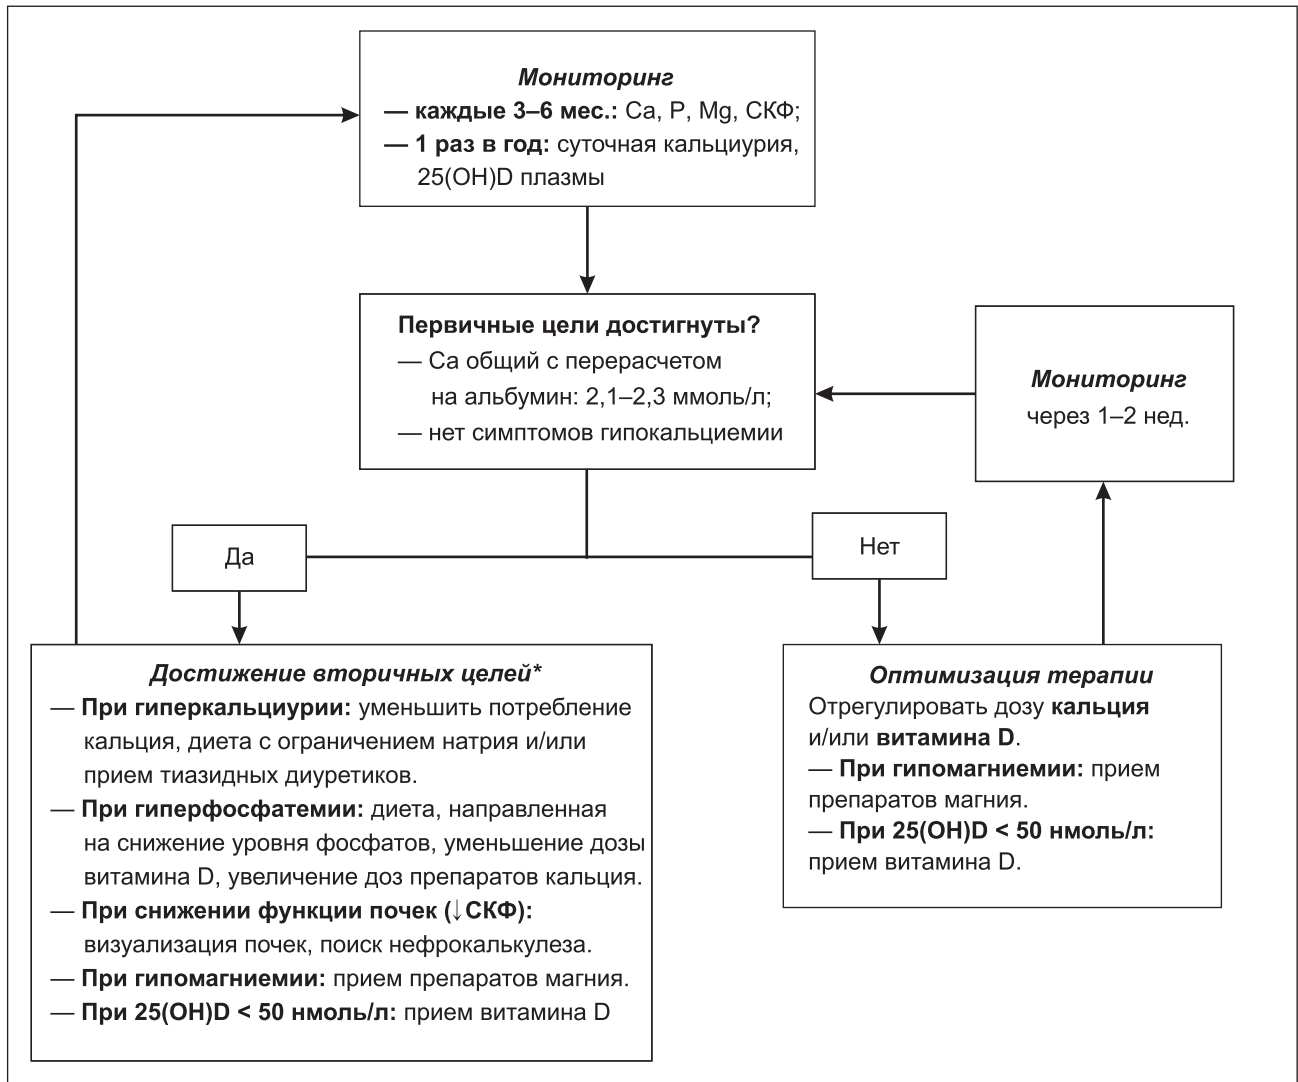 Мониторинг
— каждые 3–6 мес.: Ca, P, Mg, СКФ;
— 1 раз в год: суточная кальциурия,
25(OH)D плазмы
Первичные цели достигнуты?
— Ca общий с перерасчетом
на альбумин: 2,1–2,3 ммоль/л;
— нет симптомов гипокальциемии
Мониторинг
через 1–2 нед.
Да
Нет
Достижение вторичных целей*
— При гиперкальциурии: уменьшить потребление
кальция, диета с ограничением натрия и/или
прием тиазидных диуретиков.
— При гиперфосфатемии: диета, направленная
на снижение уровня фосфатов, уменьшение дозы
витамина D, увеличение доз препаратов кальция.
— При снижении функции почек (↓СКФ):
визуализация почек, поиск нефрокалькулеза.
— При гипомагниемии: прием препаратов магния.
— При 25(OH)D < 50 нмоль/л: прием витамина D
Оптимизация терапии
Отрегулировать дозу кальция
и/или витамина D.
— При гипомагниемии: прием
препаратов магния.
— При 25(OH)D < 50 нмоль/л:
прием витамина D.